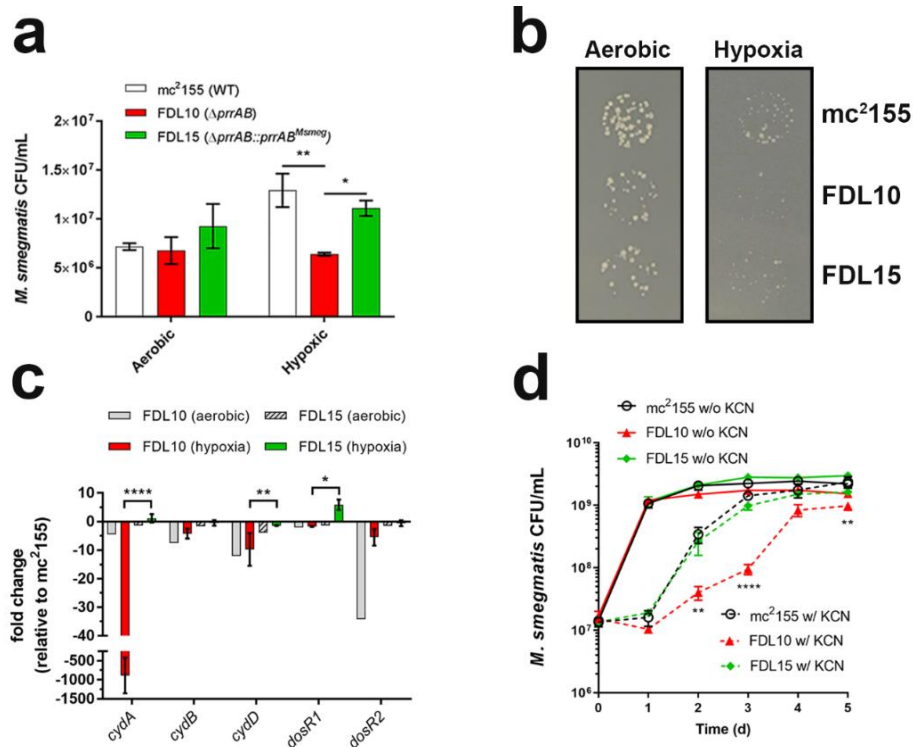 a
mc²155 (WT)
FDL10 (ΔprrAB)
FDL15 (ΔprrAB::prrAB^Msmeg)
M. smegmatis CFU/mL
2×10⁷
1.5×10⁷
1×10⁷
5×10⁶
0
**
*
Aerobic
Hypoxic
b
Aerobic
Hypoxia
mc²155
FDL10
FDL15
c
FDL10 (aerobic)
FDL15 (aerobic)
FDL10 (hypoxia)
FDL15 (hypoxia)
fold change
(relative to mc²155)
10
0
-10
-20
-30
-40
-500
-1000
-1500
****
**
*
cydA
cydB
cydD
dosR1
dosR2
d
mc²155 w/o KCN
FDL10 w/o KCN
FDL15 w/o KCN
M. smegmatis CFU/mL
10¹⁰
10⁹
10⁸
10⁷
10⁶
**
****
**
mc²155 w/ KCN
FDL10 w/ KCN
FDL15 w/ KCN
0 1 2 3 4 5
Time (d)